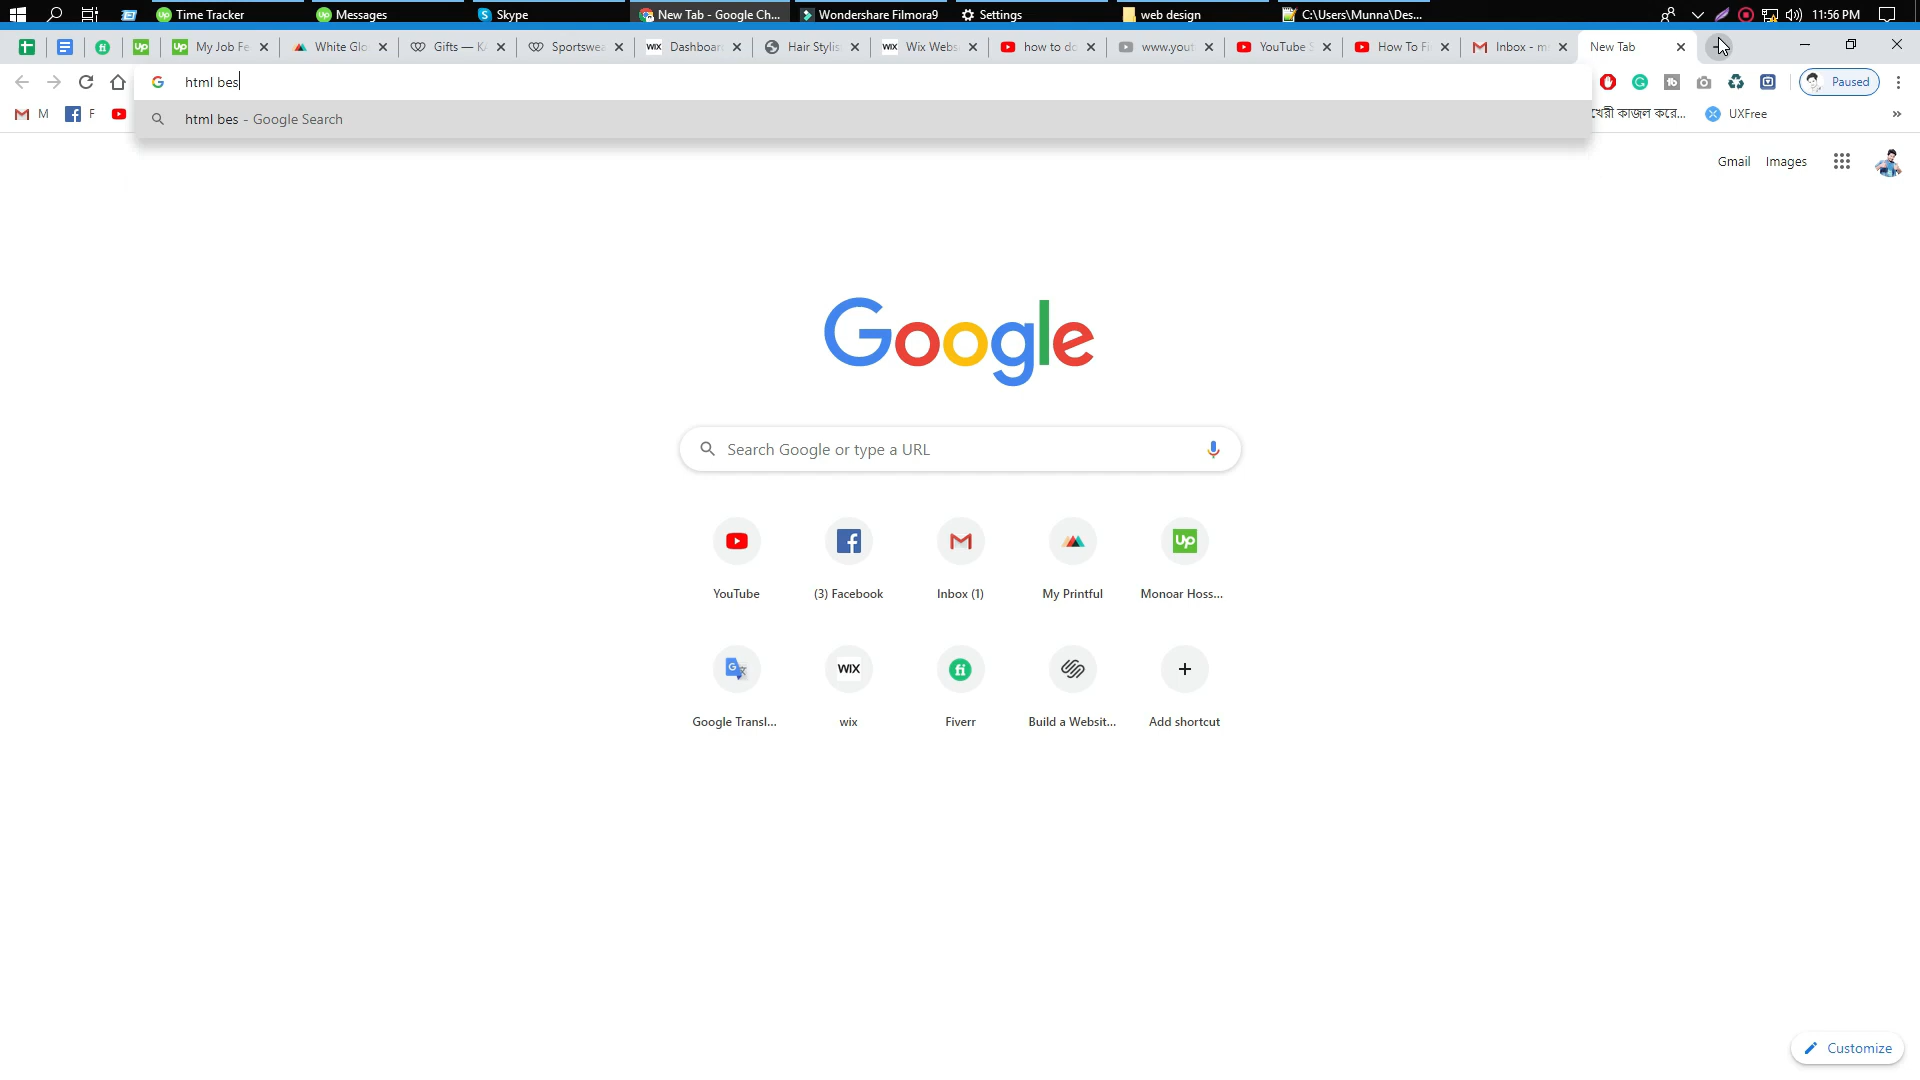 Time Tracker Messages Skype New Tab - Google Ch... Wondershare Filmora9 Settings web design C:\Users\Munna\Des... 11:56 PM
My Job Fe White Glo Gifts — K Sportswea WIX Dashboar Hair Stylis WIX Wix Webs how to do www.yout YouTube S How To Fi Inbox - m New Tab
html bes Paused
M F খেরী কাজল করে... UXFree »
html bes - Google Search
Gmail Images
Google
Search Google or type a URL
YouTube (3) Facebook Inbox (1) My Printful Monoar Hoss...
WIX
Google Transl... wix Fiverr Build a Websit... Add shortcut
Customize